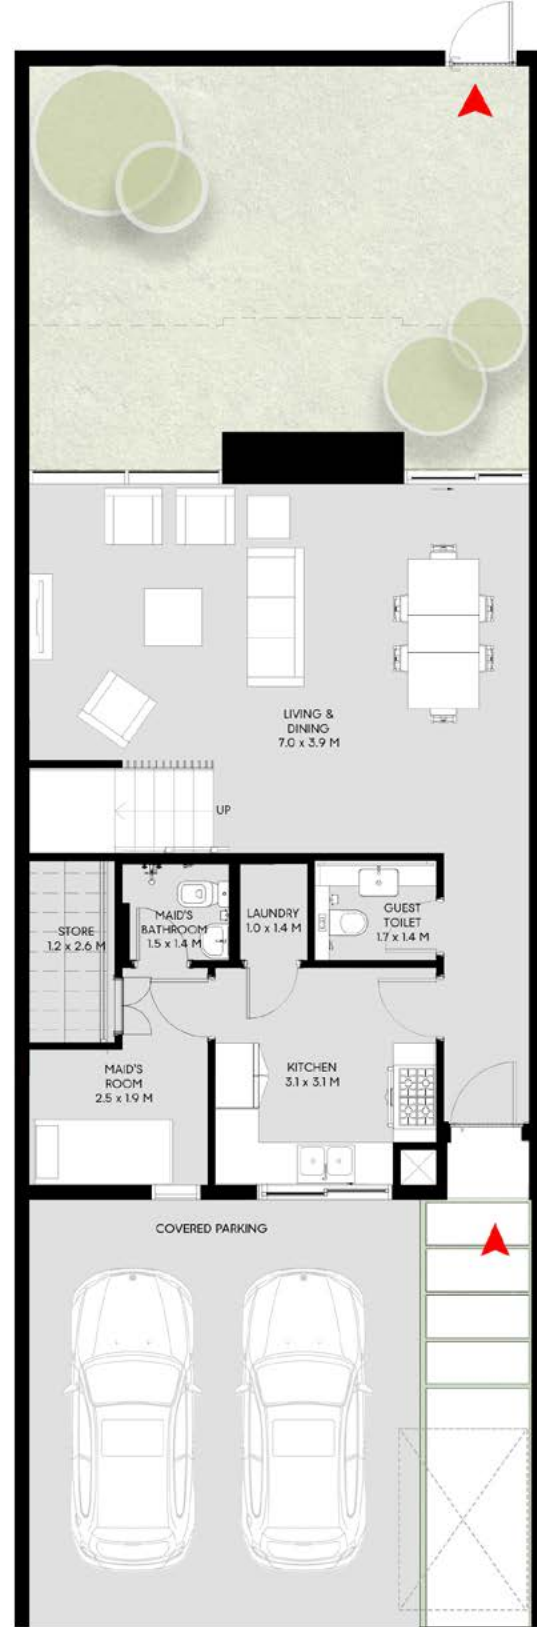 LIVING &
DINING
7.0 x 3.9 M
UP
STORE
1.2 x 2.6 M
MAID'S
BATHROOM
1.5 x 1.4 M
LAUNDRY
1.0 x 1.4 M
GUEST
TOILET
1.7 x 1.4 M
MAID'S
ROOM
2.5 x 1.9 M
KITCHEN
3.1 x 3.1 M
COVERED PARKING